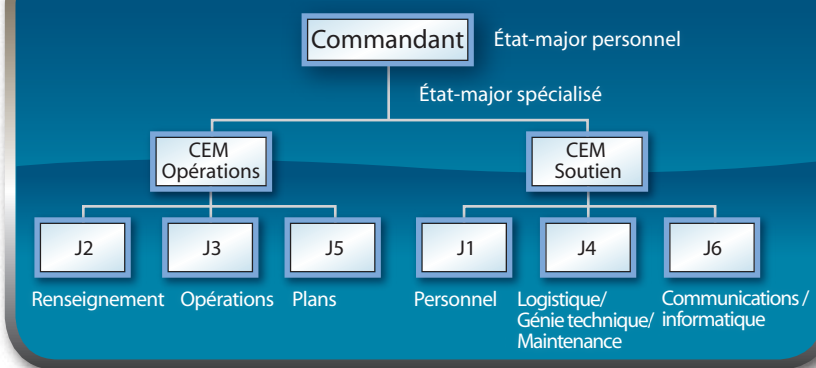 Commandant
État-major personnel
État-major spécialisé
CEM
Opérations
CEM
Soutien
J2
J3
J5
J1
J4
J6
Renseignement
Opérations
Plans
Personnel
Logistique/
Génie technique/
Maintenance
Communications /
informatique